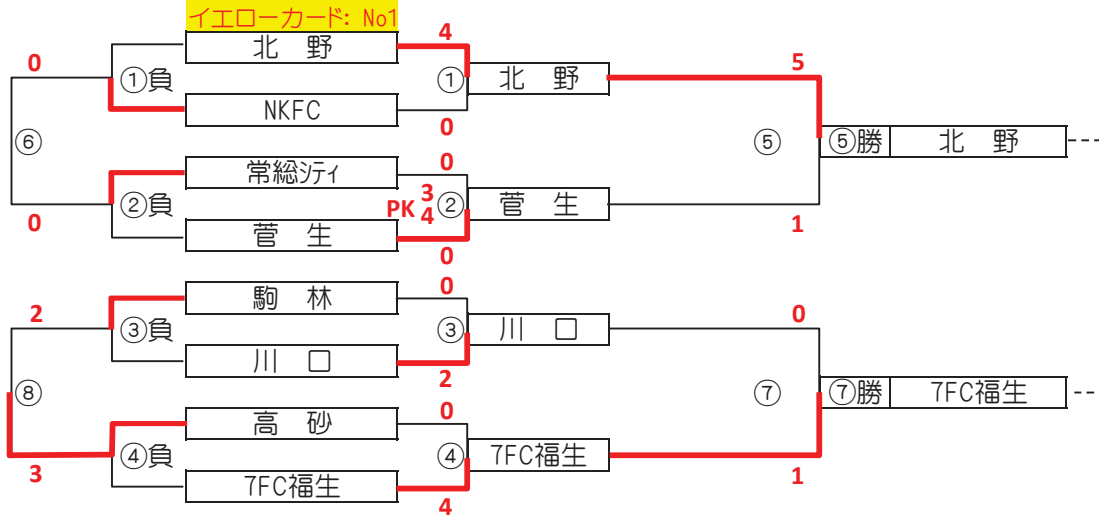 イエローカード: No1
北 野
4
0
①負
①
北 野
5
NKFC
0
⑥
⑤
⑤勝
北 野
常総シティ
0
②負
PK
3
4
②
菅 生
0
菅 生
0
1
駒 林
0
2
③負
③
川 口
0
川 口
2
⑧
⑦
⑦勝
7FC福生
高 砂
0
④負
④
7FC福生
3
7FC福生
4
1